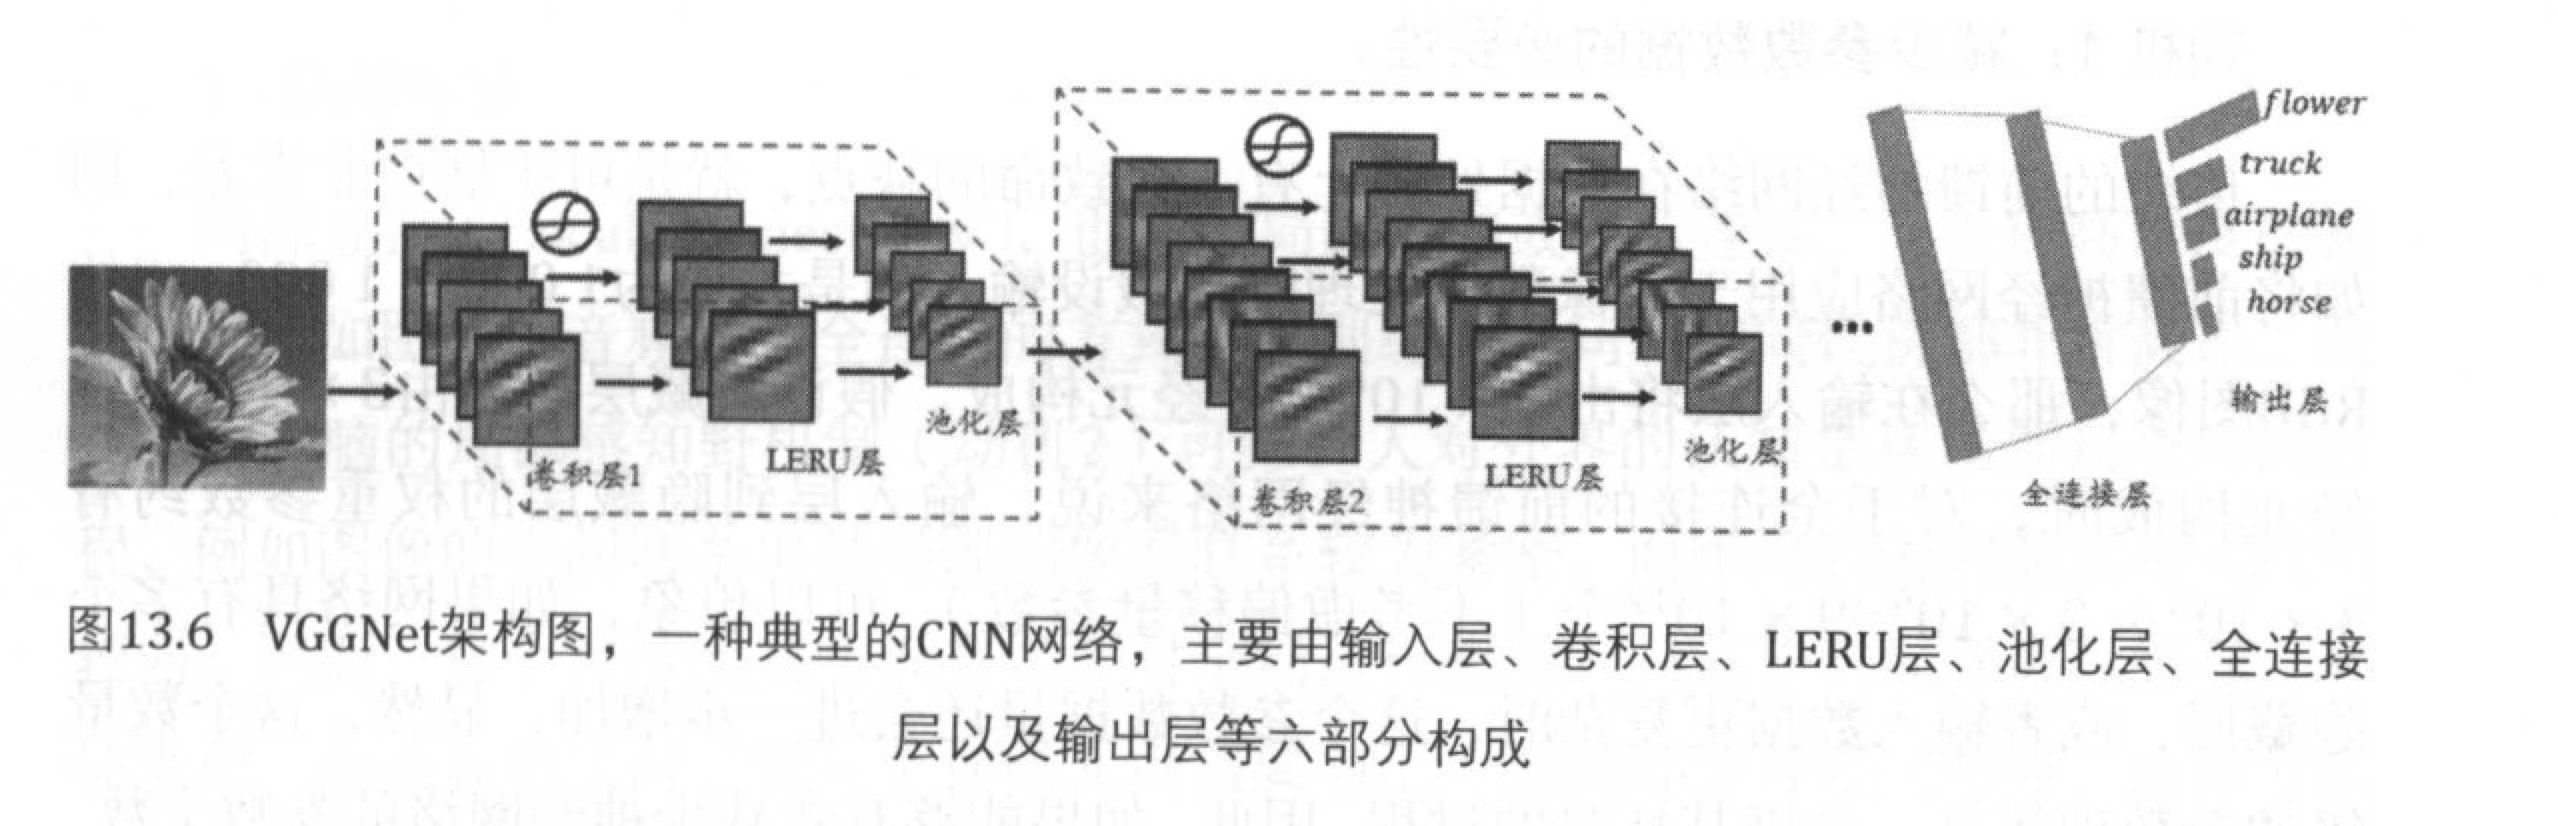 flower
truck
airplane
ship
horse
输出层
全连接层
卷积层1
LERU层
池化层
卷积层2
LERU层
池化层
...
图13.6 VGGNet架构图，一种典型的CNN网络，主要由输入层、卷积层、LERU层、池化层、全连接
层以及输出层等六部分构成